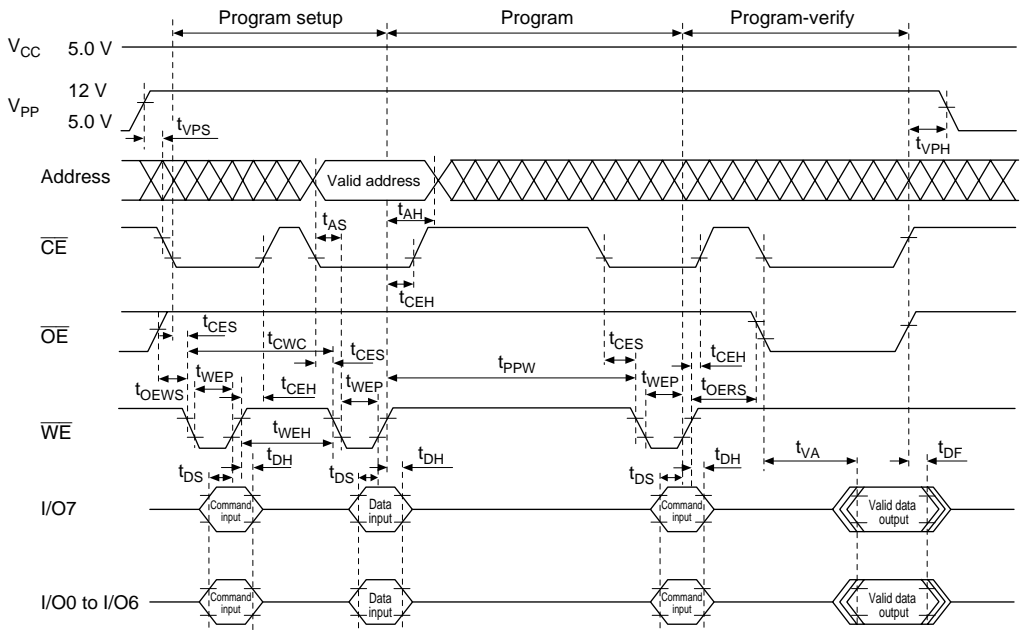 Program setup Program Program-verify
VCC 5.0 V
VPP 12 V
5.0 V
tVPS
tVPH
Address
Valid address
tAS
tAH
CE
tCEH
OE
tCES
tCWC
tCES
tCES
tCEH
tOEWS
tWEP
tCEH
tWEP
tPPW
tWEP
tOERS
WE
tWEH
tDS
tDH
tDS
tDH
tDS
tDH
tVA
tDF
I/O7
Command input
Data input
Command input
Valid data output
I/O0 to I/O6
Command input
Data input
Command input
Valid data output